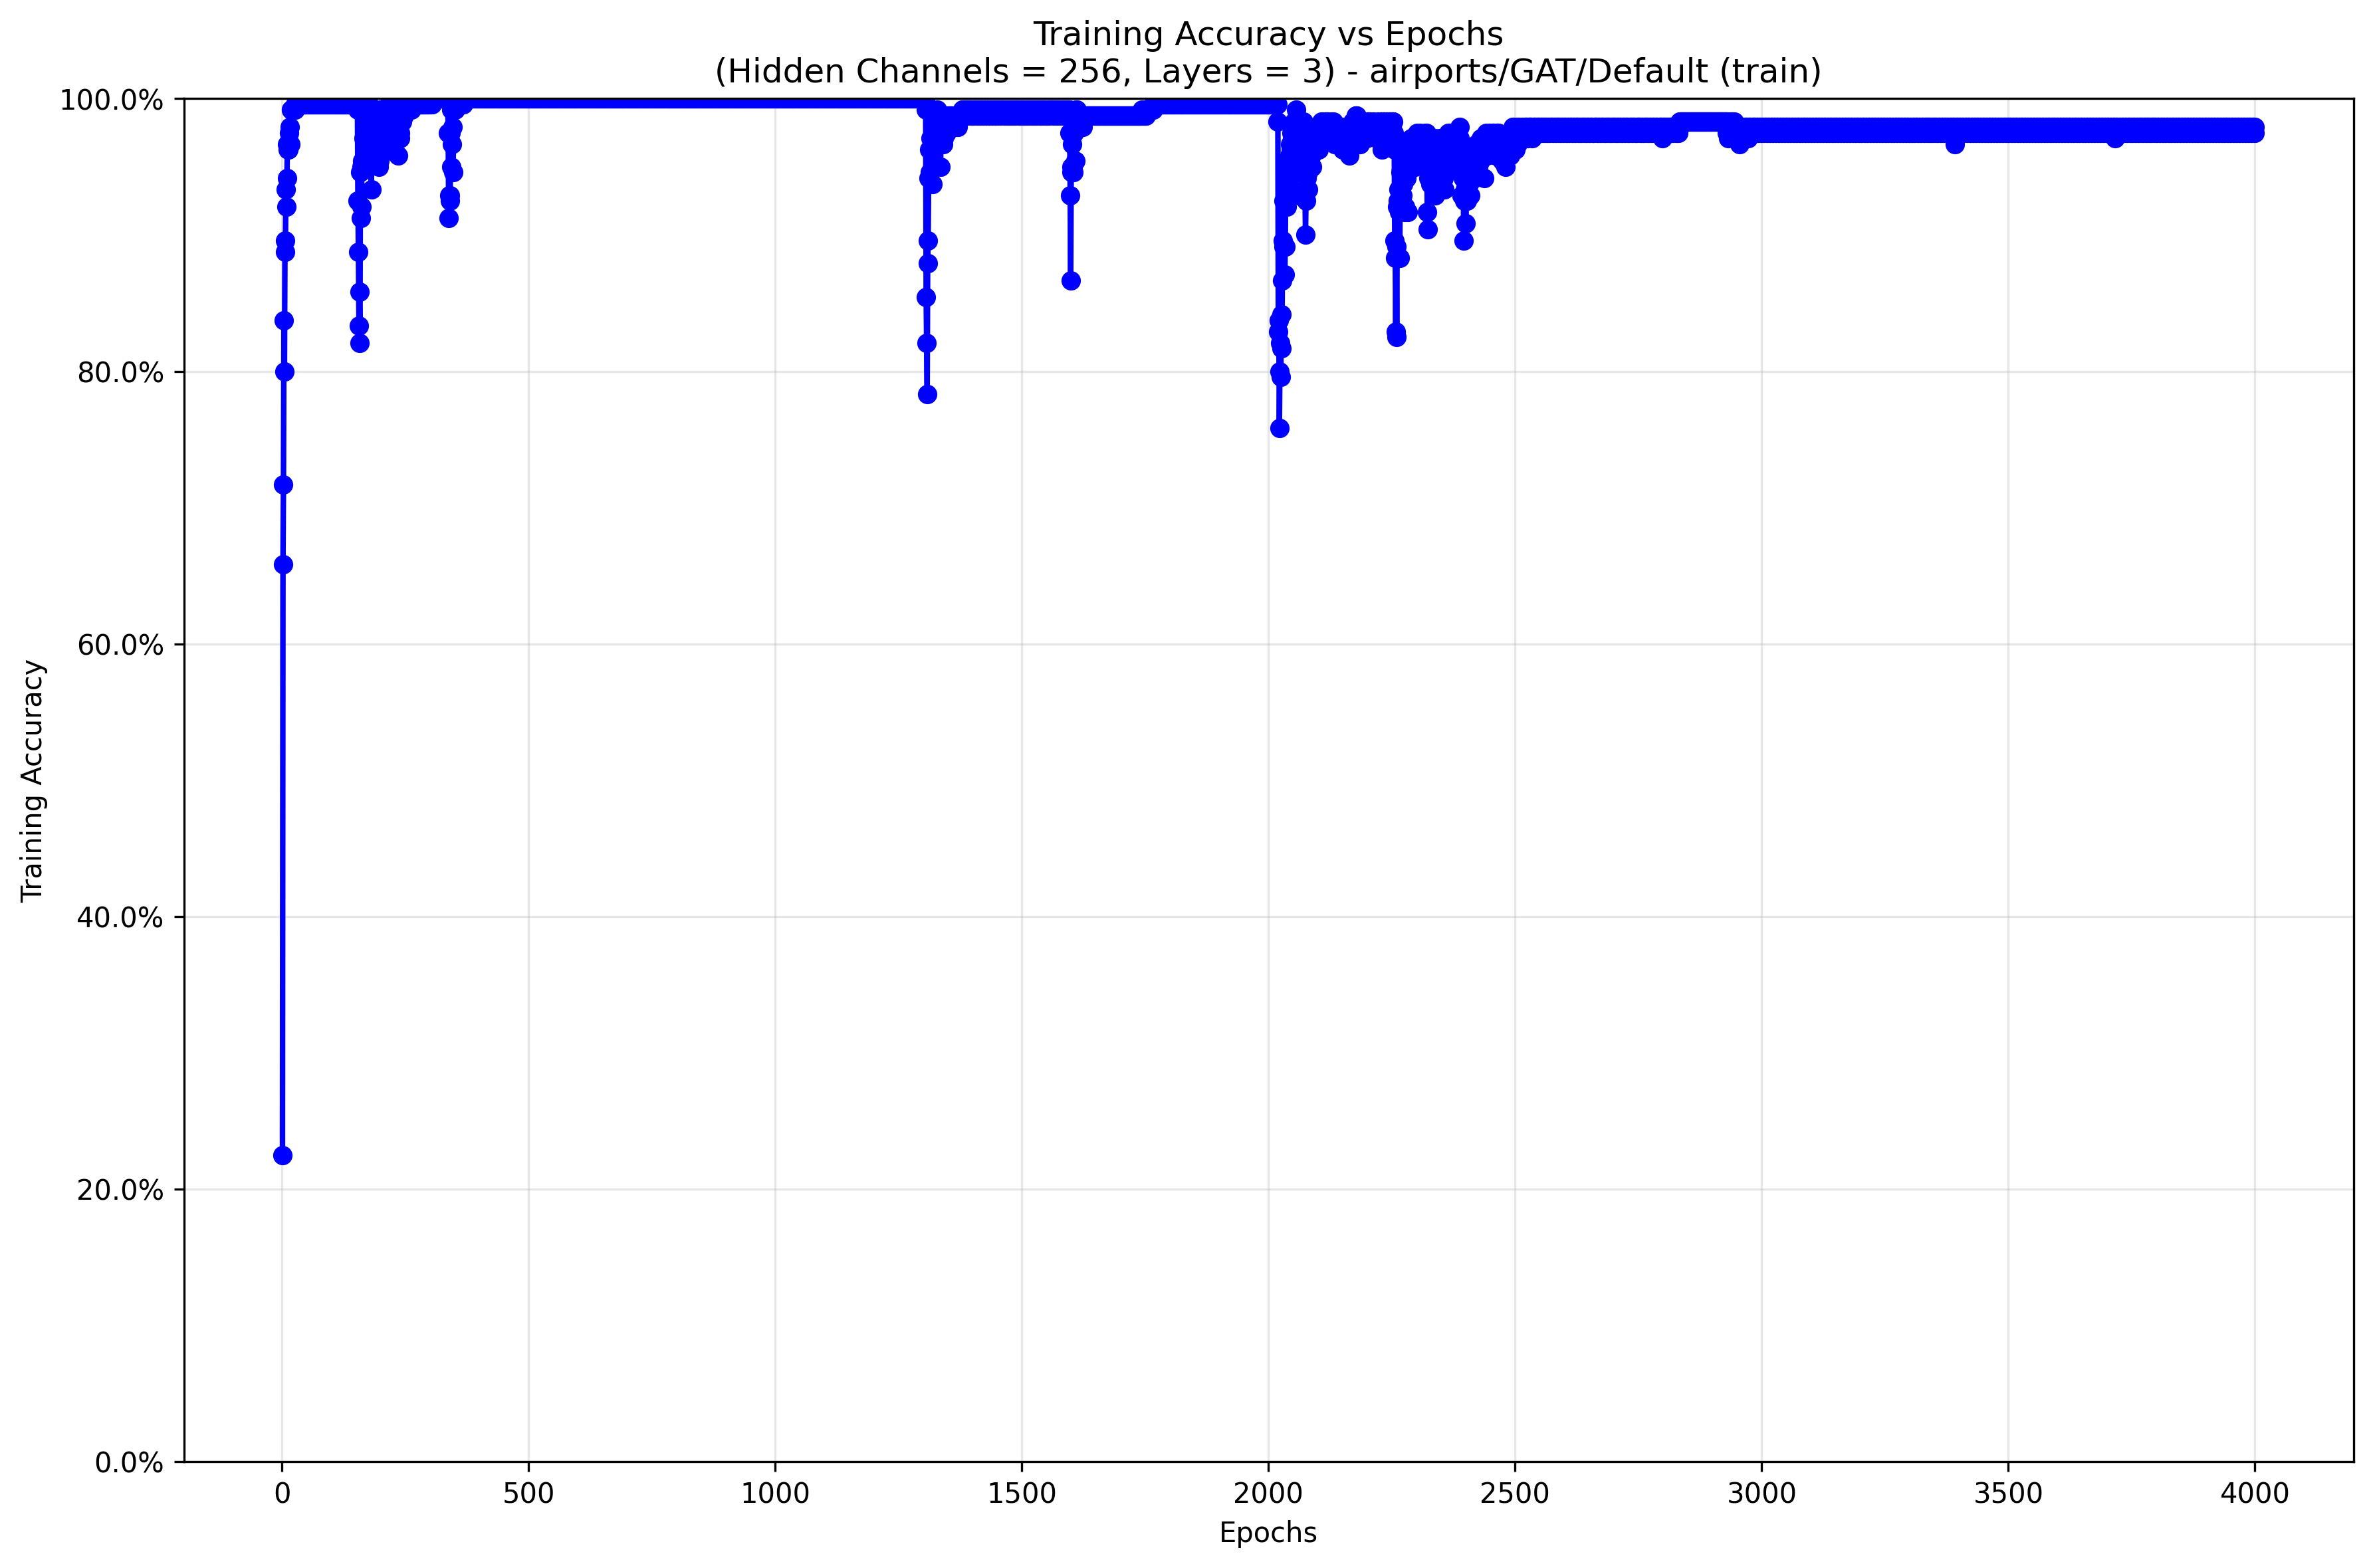 Training Accuracy vs Epochs
(Hidden Channels = 256, Layers = 3) - airports/GAT/Default (train)
100.0%
80.0%
60.0%
40.0%
20.0%
0.0%
Training Accuracy
0 500 1000 1500 2000 2500 3000 3500 4000
Epochs